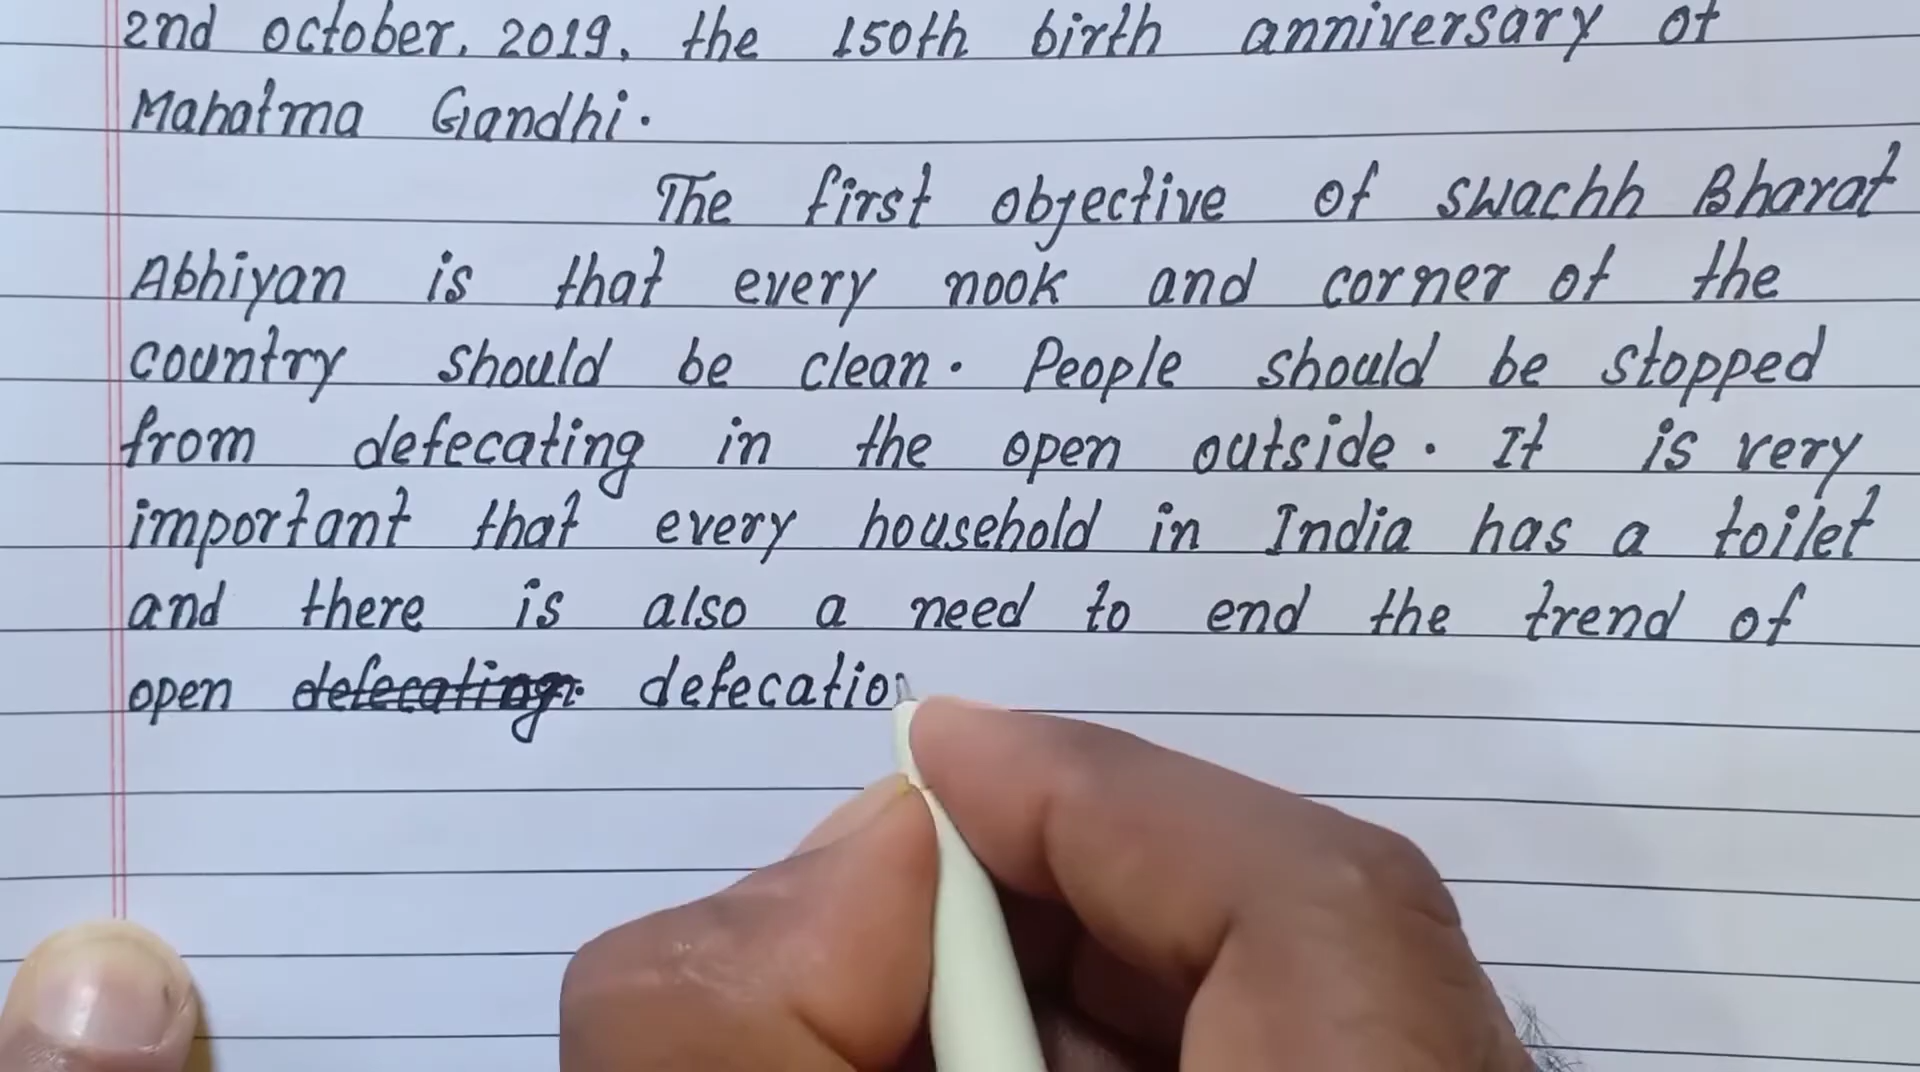 2nd october, 2019, the 150th birth anniversary of
Mahatma Gandhi.
The first objective of swachh Bharat
Abhiyan is that every nook and corner of the
country should be clean. People should be stopped
from defecating in the open outside. It is very
important that every household in India has a toilet
and there is also a need to end the trend of
open defecating. defecation